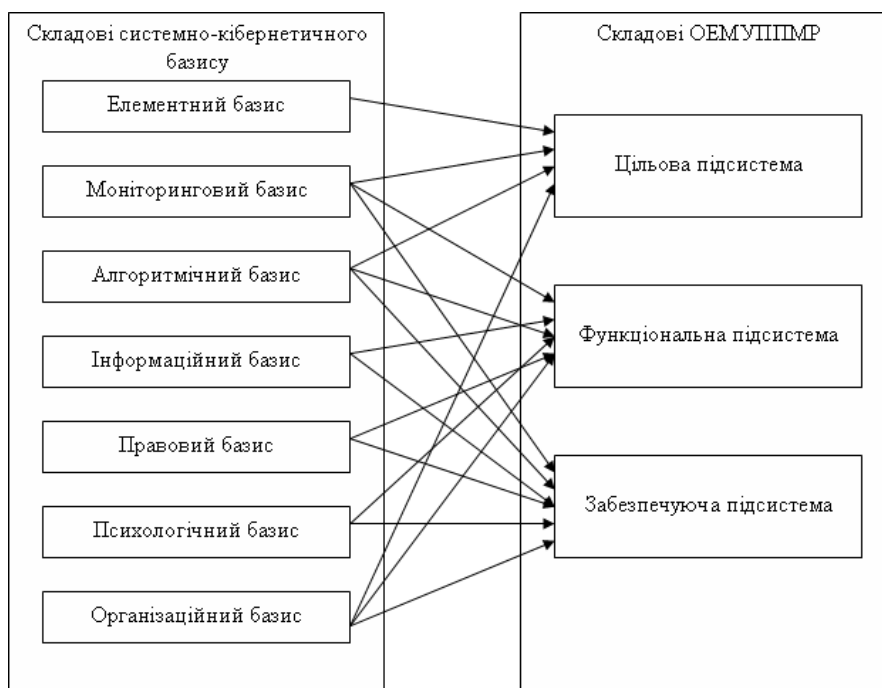 Складові системно-кібернетичного
базису
Елементний базис
Моніторинговий базис
Алгоритмічний базис
Інформаційний базис
Правовий базис
Психологічний базис
Організаційний базис
Складові ОЕМУППМР
Цільова підсистема
Функціональна підсистема
Забезпечуюча підсистема